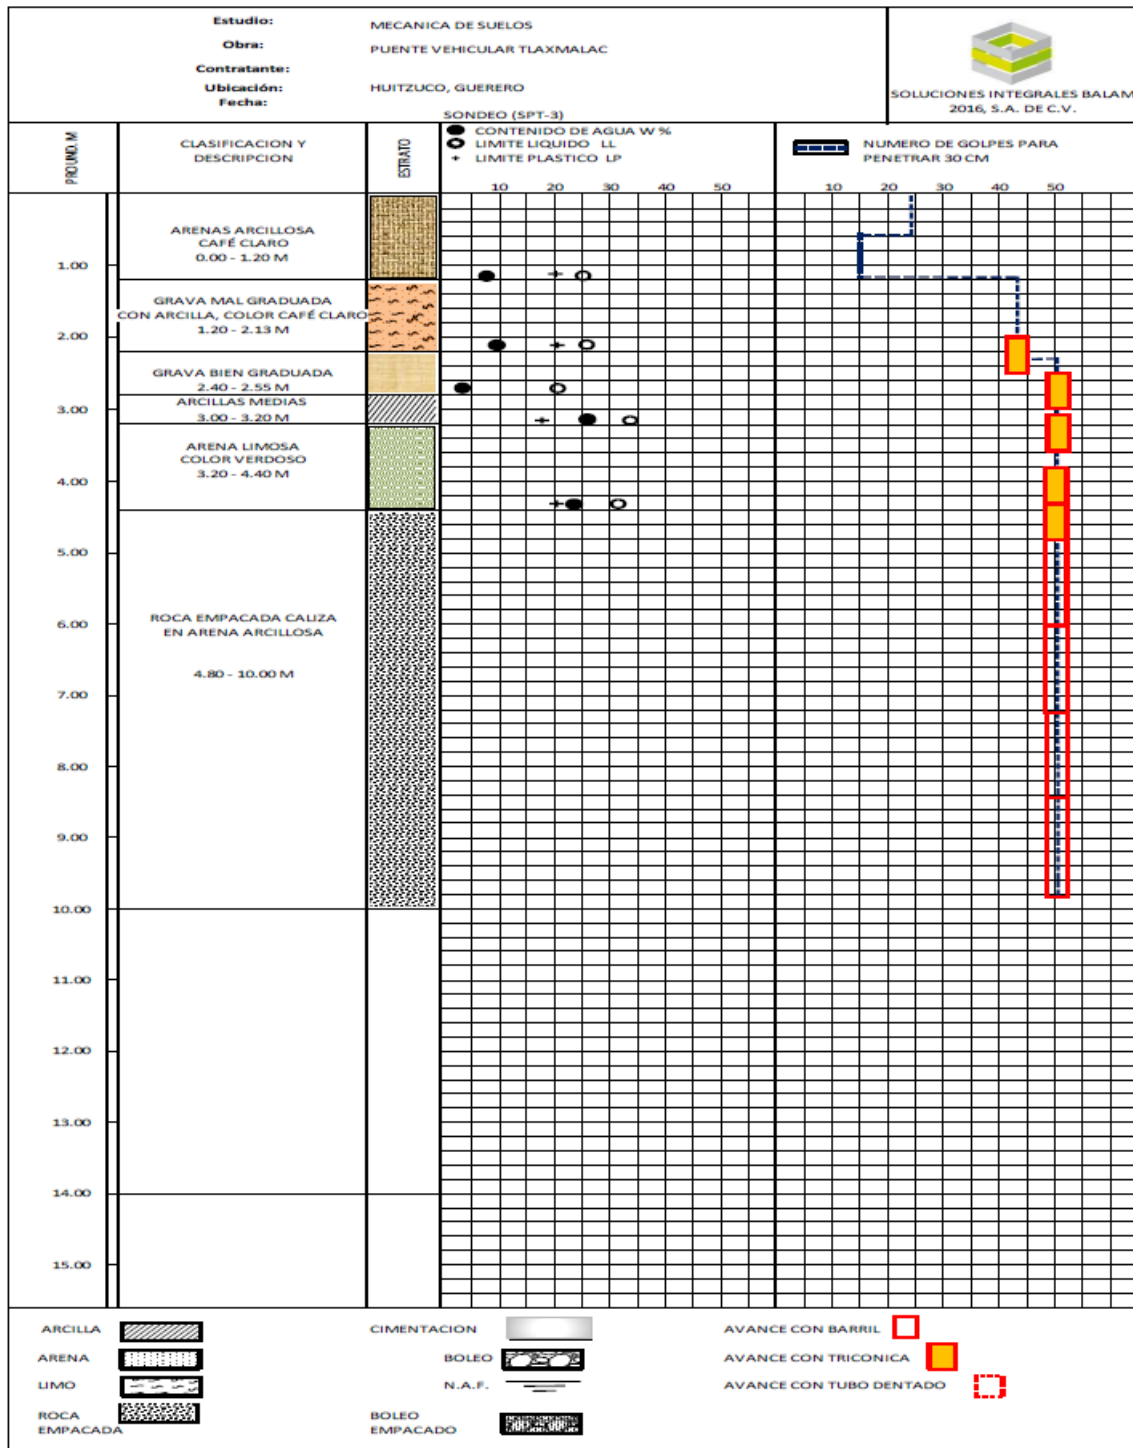 Estudio: MECANICA DE SUELOS
Obra: PUENTE VEHICULAR TLAXMALAC
Contratante:
Ubicación: HUITZUCO, GUERERO
Fecha:
SONDEO (SPT-3)
SOLUCIONES INTEGRALES BALAM
2016, S.A. DE C.V.
PROUND. M
CLASIFICACION Y
DESCRIPCION
ESTRATO
CONTENIDO DE AGUA W %
LIMITE LIQUIDO LL
LIMITE PLASTICO LP
NUMERO DE GOLPES PARA
PENETRAR 30 CM
10 20 30 40 50 10 20 30 40 50
ARENAS ARCILLOSA
CAFÉ CLARO
0.00 - 1.20 M
1.00
GRAVA MAL GRADUADA
CON ARCILLA, COLOR CAFÉ CLARO
1.20 - 2.13 M
2.00
GRAVA BIEN GRADUADA
2.40 - 2.55 M
ARCILLAS MEDIAS
3.00
3.00 - 3.20 M
ARENA LIMOSA
COLOR VERDOSO
3.20 - 4.40 M
4.00
5.00
ROCA EMPACADA CALIZA
6.00
EN ARENA ARCILLOSA
4.80 - 10.00 M
7.00
8.00
9.00
10.00
11.00
12.00
13.00
14.00
15.00
ARCILLA
CIMENTACION
AVANCE CON BARRIL
ARENA
BOLEO
AVANCE CON TRICONICA
LIMO
N.A.F.
AVANCE CON TUBO DENTADO
ROCA
EMPACADA
BOLEO
EMPACADO